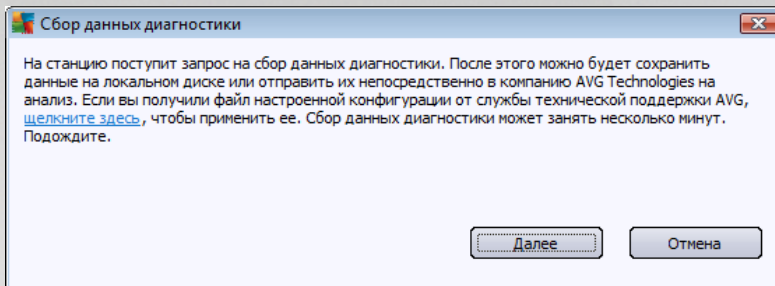 Сбор данных диагностики
На станцию поступит запрос на сбор данных диагностики. После этого можно будет сохранить
данные на локальном диске или отправить их непосредственно в компанию AVG Technologies на
анализ. Если вы получили файл настроенной конфигурации от службы технической поддержки AVG,
щелкните здесь, чтобы применить ее. Сбор данных диагностики может занять несколько минут.
Подождите.
Далее Отмена